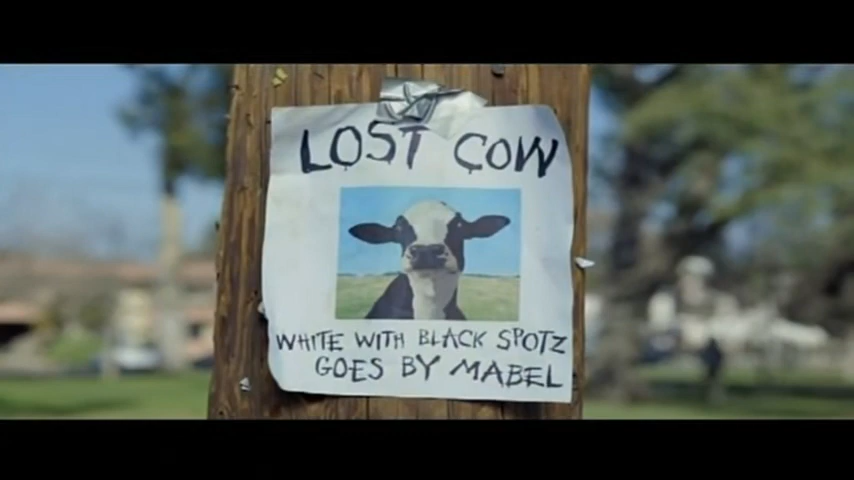 LOST COW
WHITE WITH BLACK SPOTZ
GOES BY MABEL